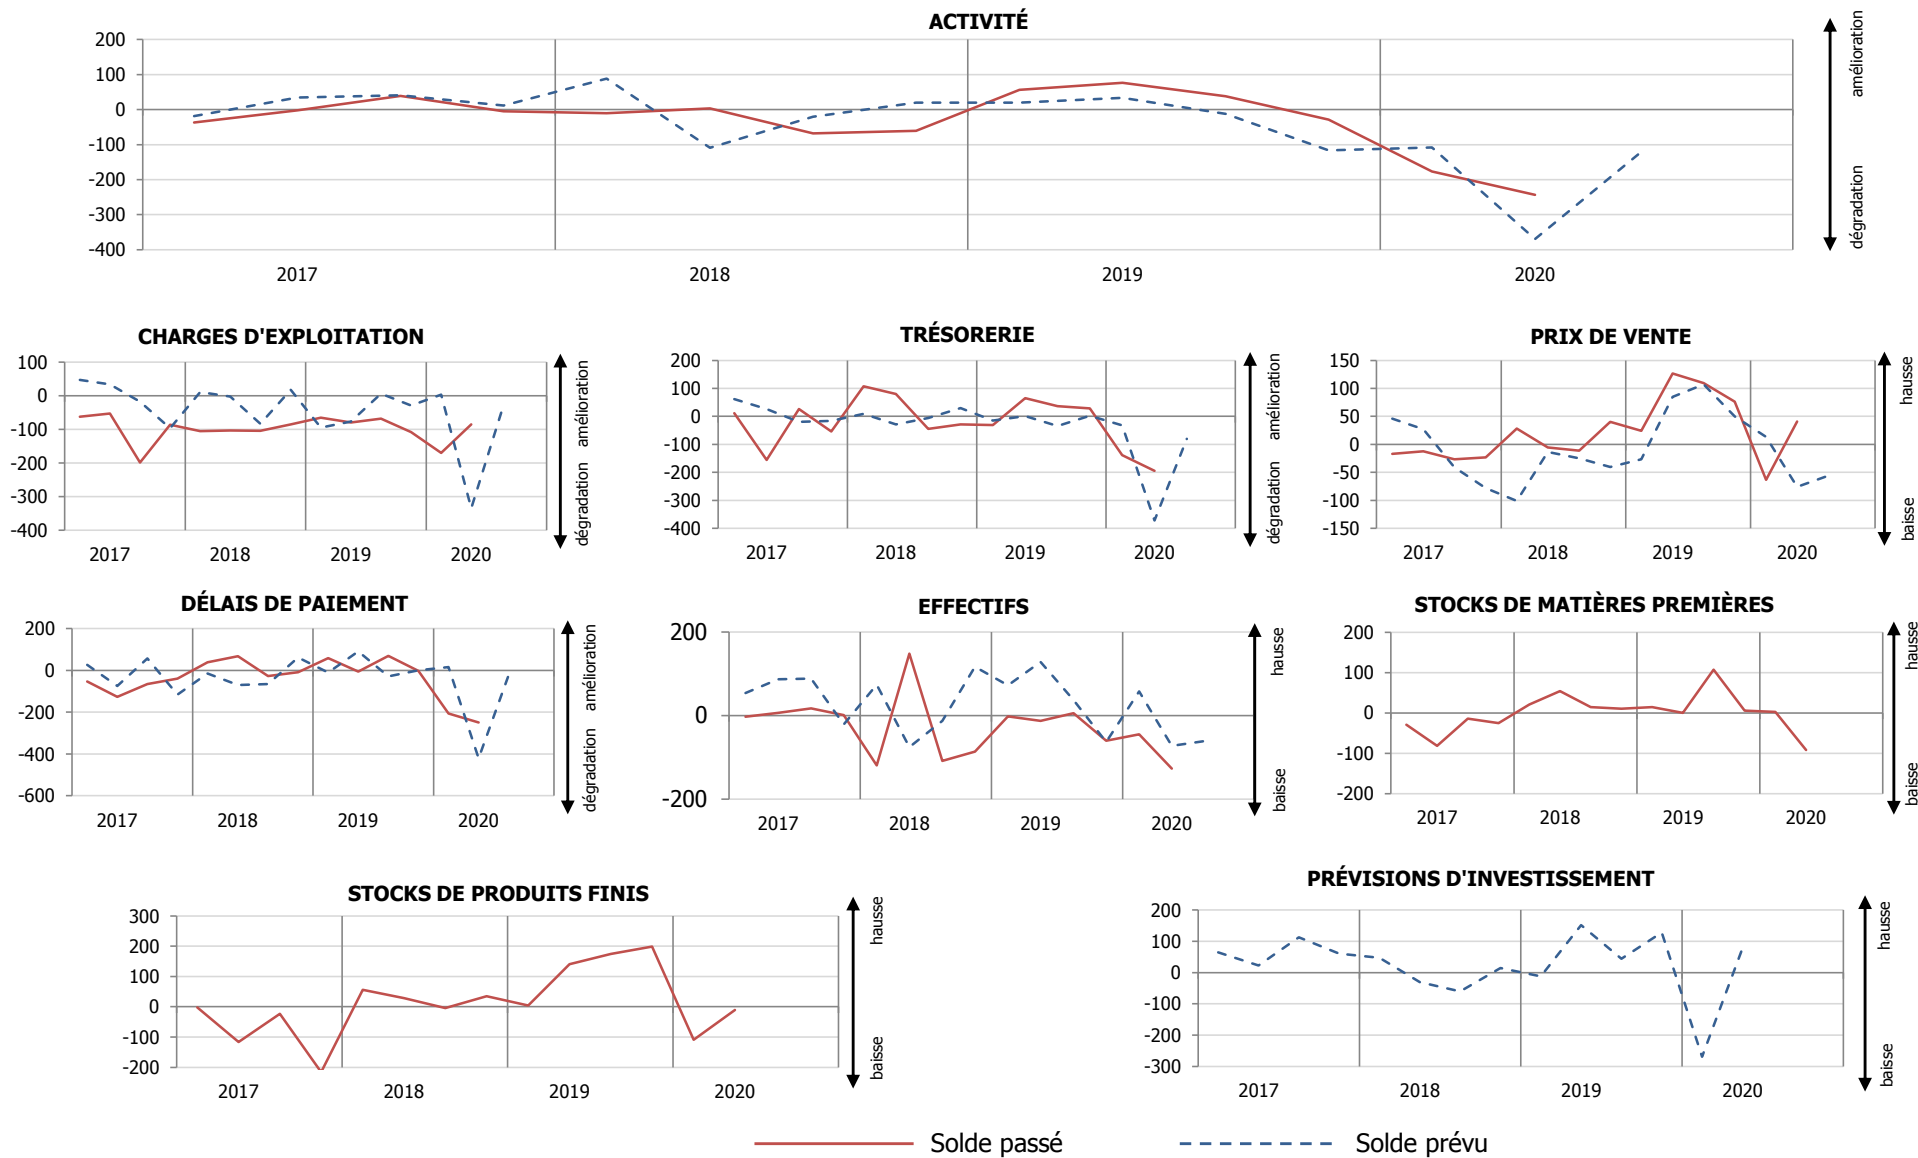 ACTIVITÉ
200
100
0
-100
-200
-300
-400
2017 2018 2019 2020
amélioration
dégradation
CHARGES D'EXPLOITATION
100
0
-100
-200
-300
-400
2017 2018 2019 2020
amélioration
dégradation
TRÉSORERIE
200
100
0
-100
-200
-300
-400
2017 2018 2019 2020
amélioration
dégradation
PRIX DE VENTE
150
100
50
0
-50
-100
-150
2017 2018 2019 2020
hausse
baisse
DÉLAIS DE PAIEMENT
200
0
-200
-400
-600
2017 2018 2019 2020
amélioration
dégradation
EFFECTIFS
200
0
-200
2017 2018 2019 2020
hausse
baisse
STOCKS DE MATIÈRES PREMIÈRES
200
100
0
-100
-200
2017 2018 2019 2020
hausse
baisse
STOCKS DE PRODUITS FINIS
300
200
100
0
-100
-200
2017 2018 2019 2020
hausse
baisse
PRÉVISIONS D'INVESTISSEMENT
200
100
0
-100
-200
-300
2017 2018 2019 2020
hausse
baisse
Solde passé Solde prévu